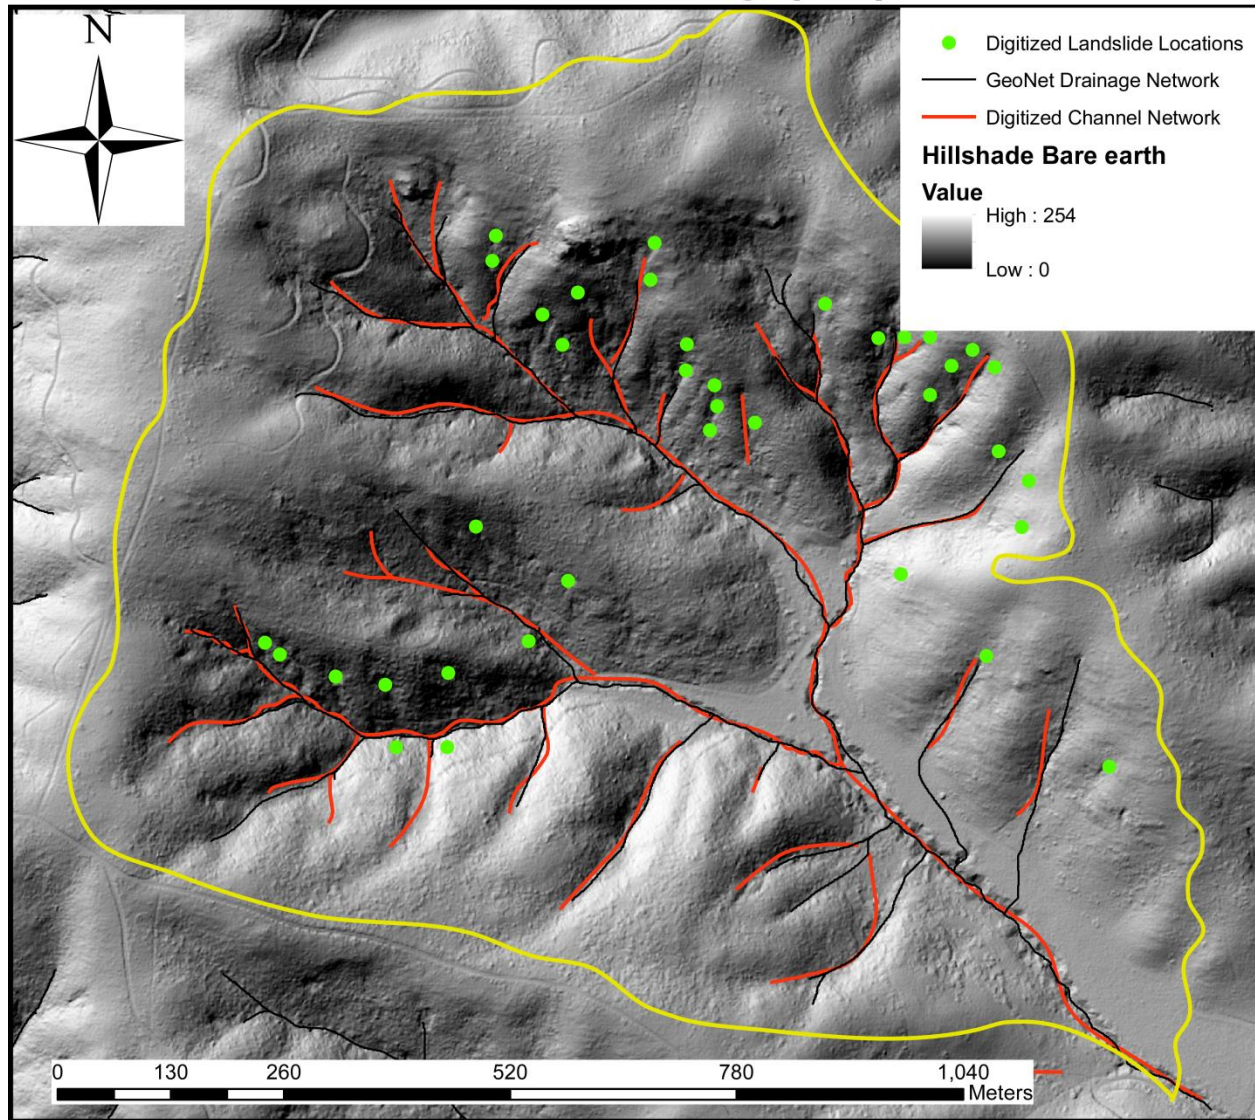 N
Digitized Landslide Locations
GeoNet Drainage Network
Digitized Channel Network
Hillshade Bare earth
Value
High : 254
Low : 0
0 130 260 520 780 1,040
Meters